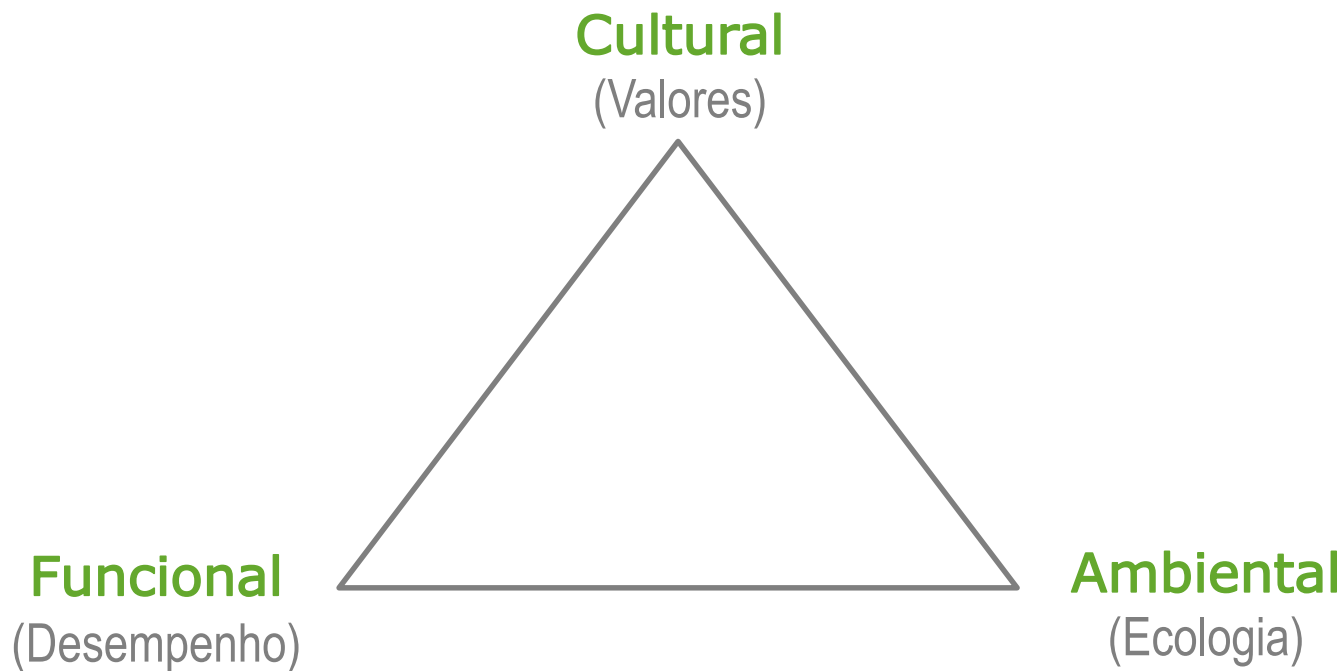 Cultural
(Valores)
Funcional
(Desempenho)
Ambiental
(Ecologia)